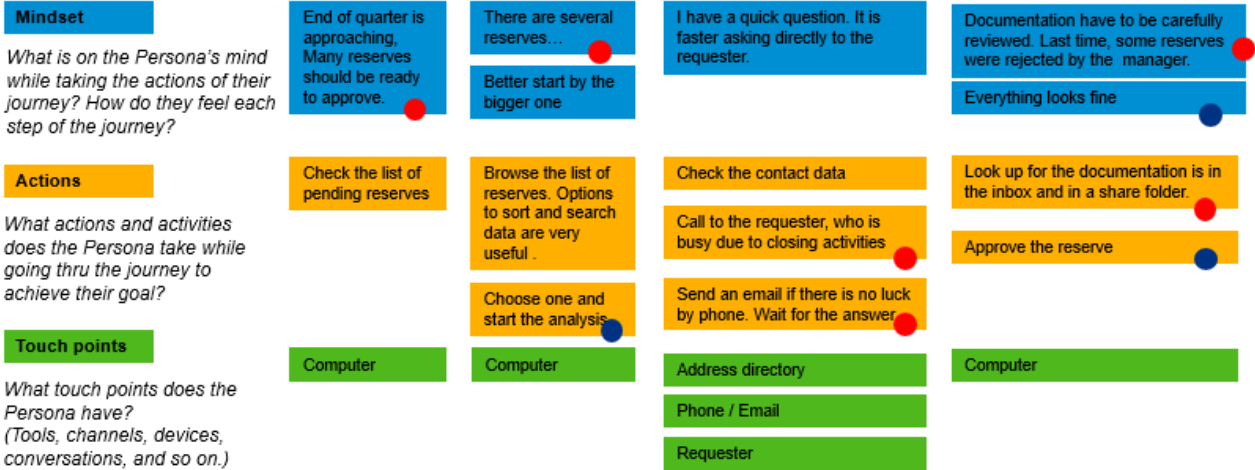 Mindset
What is on the Persona's mind
while taking the actions of their
journey? How do they feel each
step of the journey?
End of quarter is
approaching,
Many reserves
should be ready
to approve.
There are several
reserves…
Better start by the
bigger one
I have a quick question. It is
faster asking directly to the
requester.
Documentation have to be carefully
reviewed. Last time, some reserves
were rejected by the manager.
Everything looks fine
Actions
What actions and activities
does the Persona take while
going thru the journey to
achieve their goal?
Check the list of
pending reserves
Browse the list of
reserves. Options
to sort and search
data are very
useful .
Choose one and
start the analysis
Check the contact data
Call to the requester, who is
busy due to closing activities
Send an email if there is no luck
by phone. Wait for the answer
Look up for the documentation is in
the inbox and in a share folder.
Approve the reserve
Touch points
What touch points does the
Persona have?
(Tools, channels, devices,
conversations, and so on.)
Computer
Computer
Address directory
Phone / Email
Requester
Computer